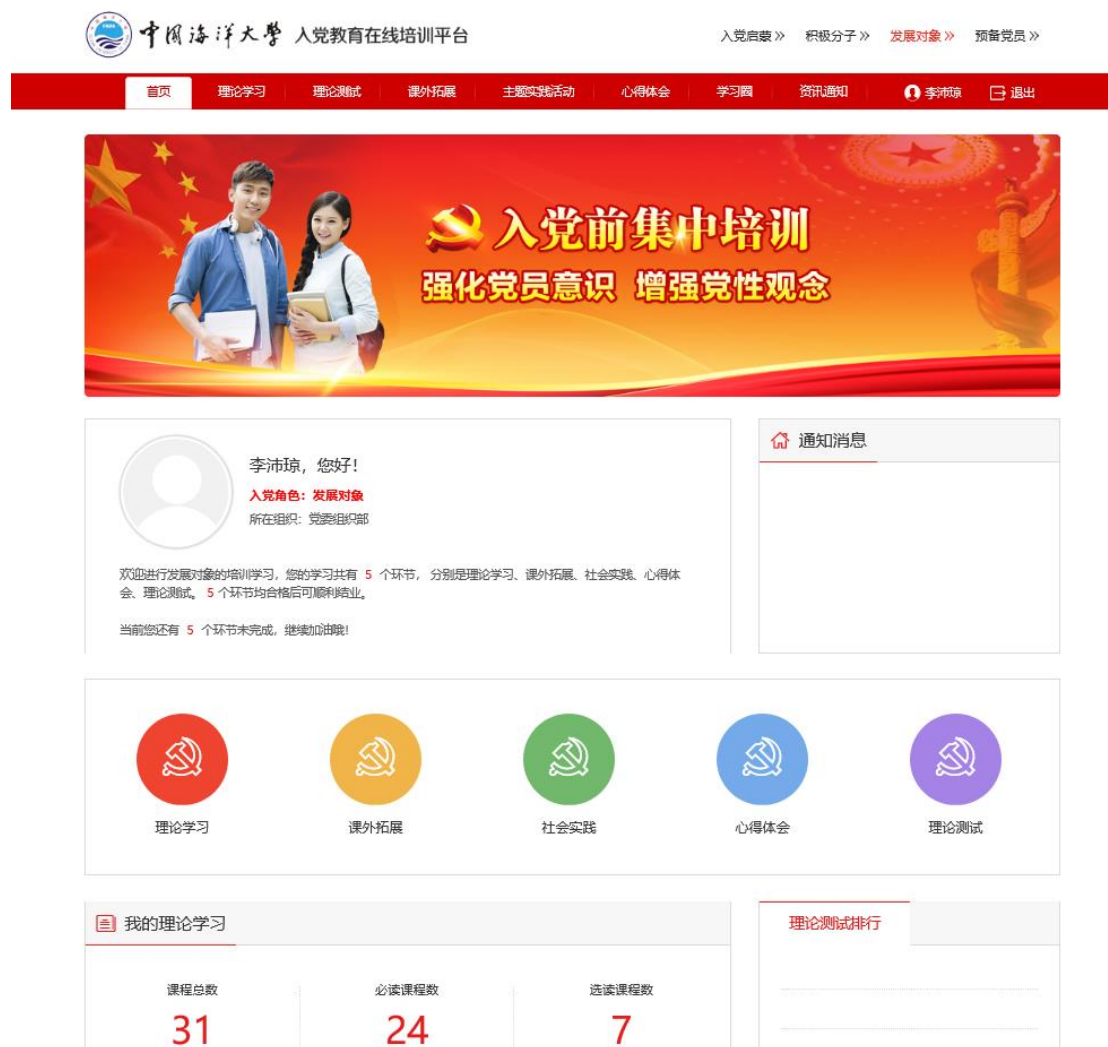 中国海洋大学 入党教育在线培训平台
入党启蒙》 积极分子》 发展对象》 预备党员》
首页 理论学习 理论测试 课外拓展 主题实践活动 心得体会 学习圈 资讯通知 李沛琼 退出
入党前集中培训
强化党员意识 增强党性观念
李沛琼，您好！
入党角色：发展对象
所在组织：党委组织部
欢迎进行发展对象的培训学习，您的学习共有 5 个环节， 分别是理论学习、课外拓展、社会实践、心得体
会、理论测试。 5 个环节均合格后可顺利结业。
当前您还有 5 个环节未完成，继续加油哦！
通知消息
理论学习 课外拓展 社会实践 心得体会 理论测试
我的理论学习
课程总数 必读课程数 选读课程数
31 24 7
理论测试排行